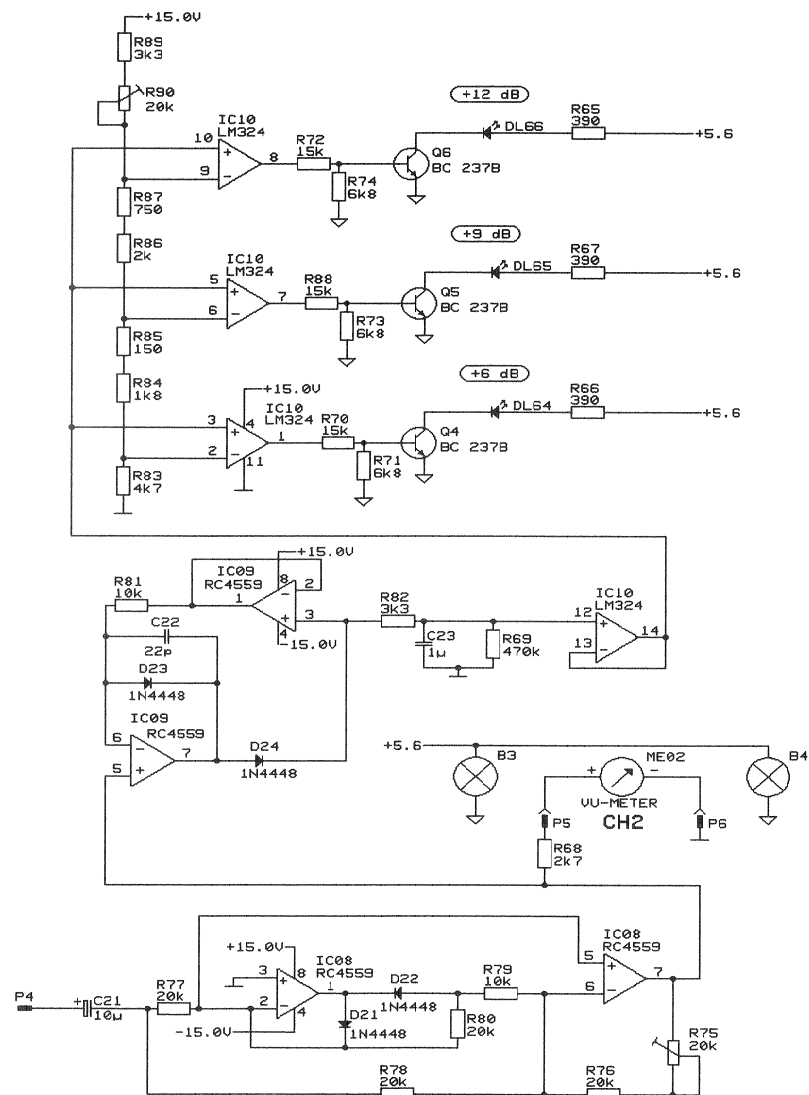 +15.0V
R89
3k3
R90
20k
+12 dB
IC10
LM324
10
+
9
-
8
R72
15k
R74
6k8
Q6
BC 237B
DL66
R65
390
+5.6
R87
750
R86
2k
+9 dB
IC10
LM324
5
+
6
-
7
R88
15k
R73
6k8
Q5
BC 237B
DL65
R67
390
+5.6
R85
150
R84
1k8
+6 dB
+15.0V
IC10
LM324
3
+
4
2
-
11
1
R70
15k
R71
6k8
Q4
BC 237B
DL64
R66
390
+5.6
R83
4k7
R81
10k
IC09
RC4559
+15.0V
8
2
-
1
+
3
4
-15.0V
R82
3k3
C23
1µ
R69
470k
IC10
LM324
12
+
13
-
14
C22
22p
D23
1N4448
IC09
RC4559
6
-
5
+
7
D24
1N4448
+5.6
B3
+
-
ME02
VU-METER
CH2
P5
P6
B4
R68
2k7
P4
+
C21
10µ
R77
20k
+15.0V
IC08
RC4559
3
+
8
1
2
-
4
-15.0V
D21
1N4448
D22
1N4448
R80
20k
R79
10k
IC08
RC4559
5
+
6
-
7
R75
20k
R78
20k
R76
20k